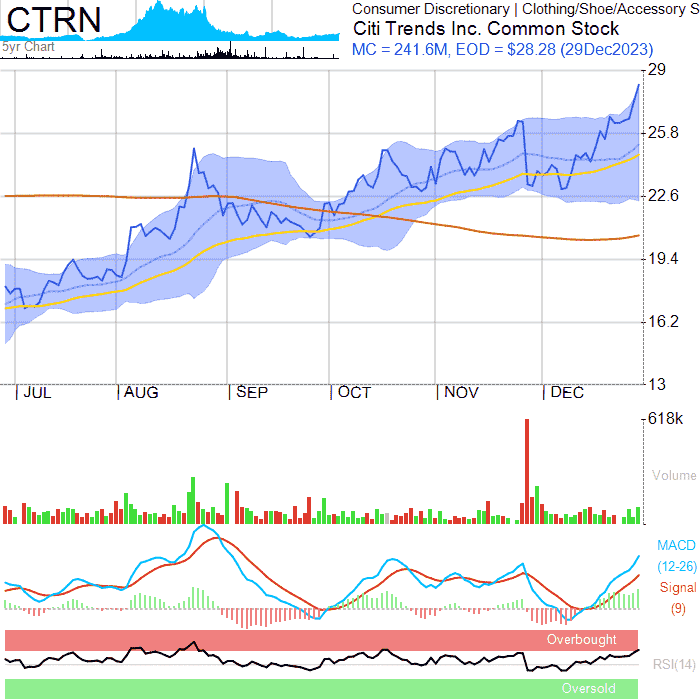 CTRN
5yr Chart
Consumer Discretionary | Clothing/Shoe/Accessory S
Citi Trends Inc. Common Stock
MC = 241.6M, EOD = $28.28 (29Dec2023)
29
25.8
22.6
19.4
16.2
13
JUL AUG SEP OCT NOV DEC
618k
Volume
MACD
(12-26)
Signal
(9)
Overbought
RSI(14)
Oversold